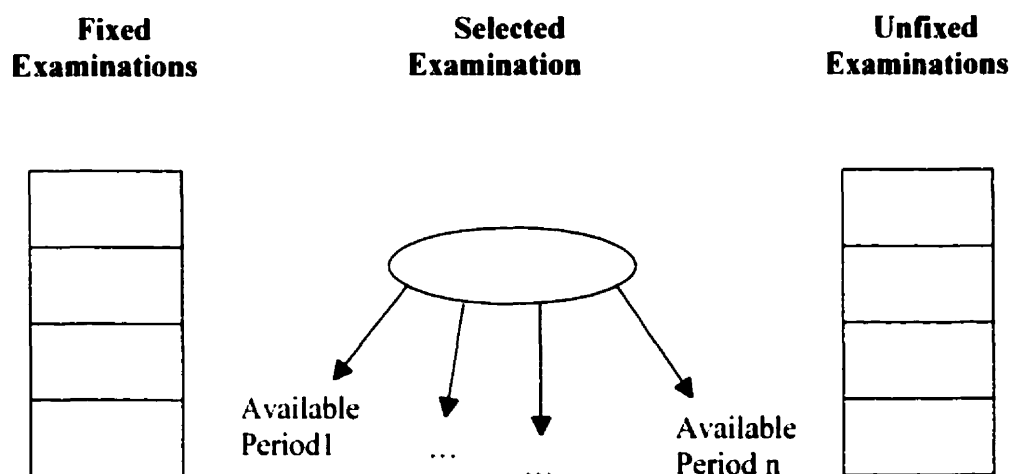 Fixed
Examinations
Selected
Examination
Unfixed
Examinations
Available
Period1
...
...
Available
Period n